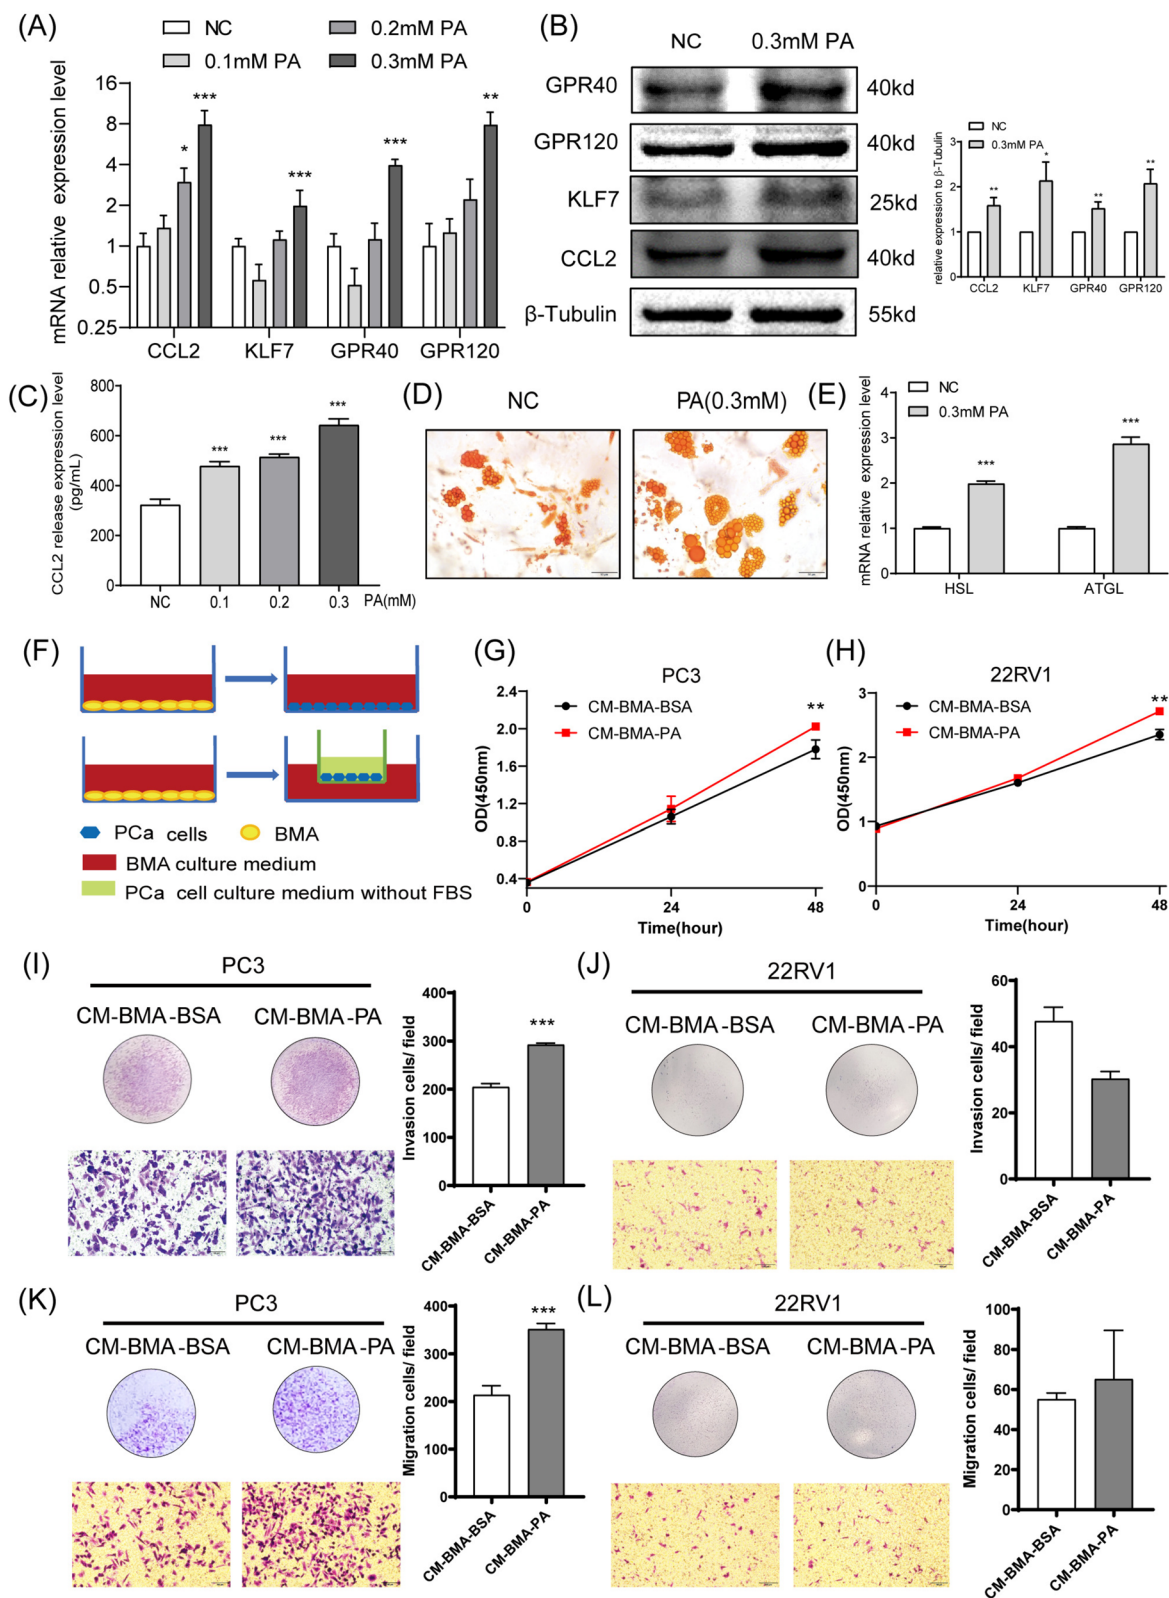 (A)
NC
0.2mM PA
0.1mM PA
0.3mM PA
mRNA relative expression level
16
8
4
2
1
0.5
0.25
***
*
***
***
**
CCL2 KLF7 GPR40 GPR120
(B)
NC 0.3mM PA
GPR40 40kd
GPR120 40kd
KLF7 25kd
CCL2 40kd
β-Tubulin 55kd
NC
0.3mM PA
relative expression to β-Tubulin
3
2
1
0
**
*
**
**
CCL2 KLF7 GPR40 GPR120
(C)
CCL2 release expression level
(pg/mL)
800
600
400
200
0
***
***
***
NC 0.1 0.2 0.3 PA(mM)
(D)
NC PA(0.3mM)
(E)
NC
0.3mM PA
mRNA relative expression level
4
3
2
1
0
***
***
HSL ATGL
(F)
PCa cells BMA
BMA culture medium
PCa cell culture medium without FBS
(G)
PC3
CM-BMA-BSA
CM-BMA-PA
**
OD(450nm)
2.4
2.0
1.6
1.2
0.8
0.4
0 24 48
Time(hour)
(H)
22RV1
CM-BMA-BSA
CM-BMA-PA
**
OD(450nm)
3
2
1
0
0 24 48
Time(hour)
(I)
PC3
CM-BMA-BSA CM-BMA-PA
Invasion cells/ field
400
300
200
100
0
***
CM-BMA-BSA
CM-BMA-PA
(J)
22RV1
CM-BMA-BSA CM-BMA-PA
Invasion cells/ field
60
40
20
0
CM-BMA-BSA
CM-BMA-PA
(K)
PC3
CM-BMA-BSA CM-BMA-PA
Migration cells/ field
400
300
200
100
0
***
CM-BMA-BSA
CM-BMA-PA
(L)
22RV1
CM-BMA-BSA CM-BMA-PA
Migration cells/ field
100
80
60
40
20
0
CM-BMA-BSA
CM-BMA-PA